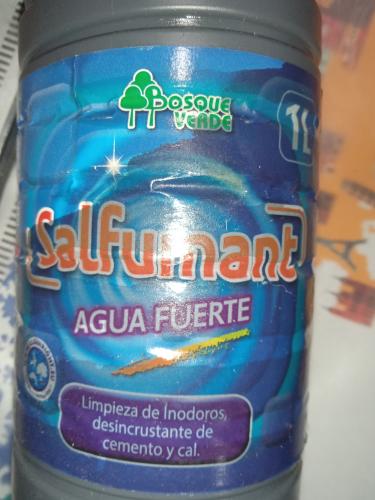 BOSQUE
VERDE
1L
Salfumant
AGUA FUERTE
Limpieza de Inodoros,
desincrustante de
cemento y cal.